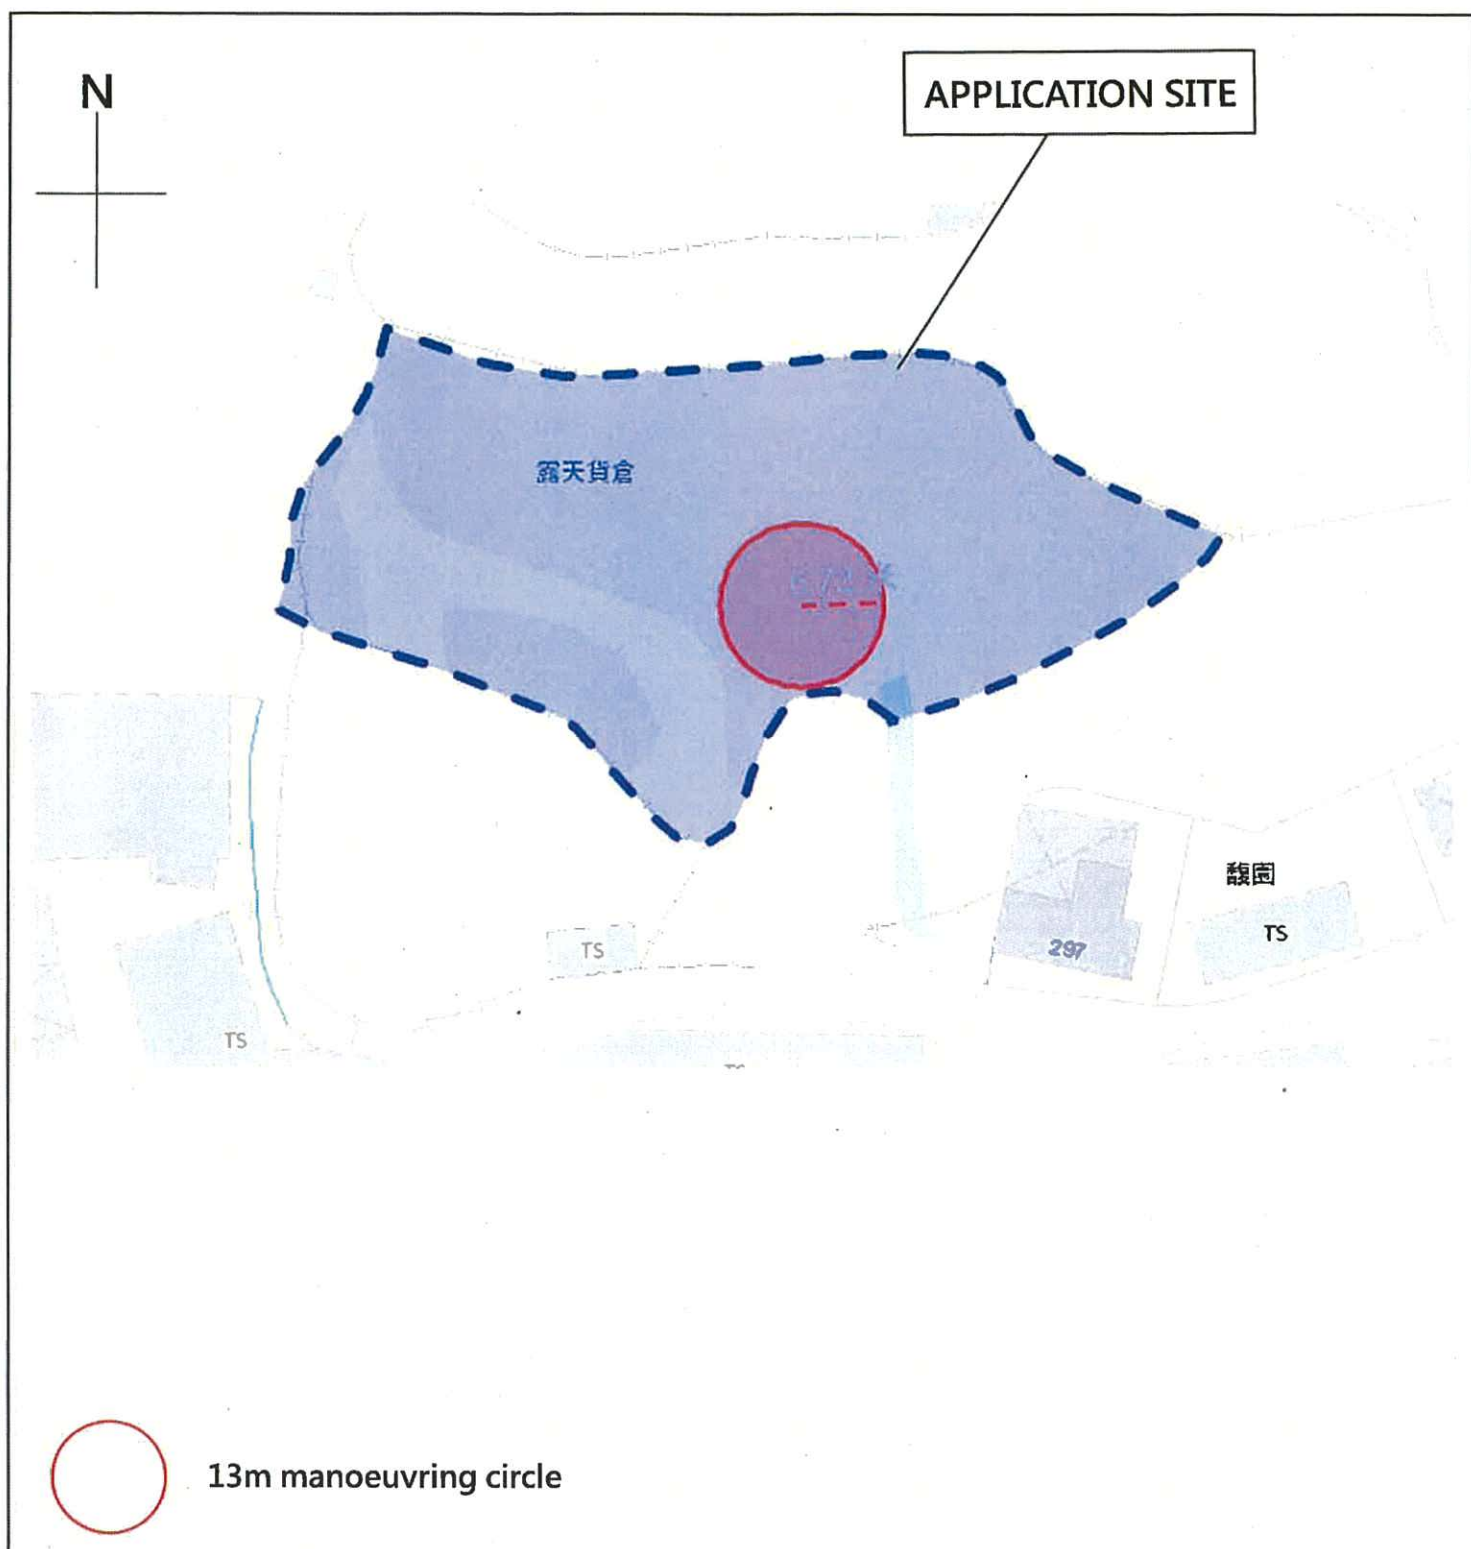 N
APPLICATION SITE
露天貨倉
馥園
TS
297
TS
TS
13m manoeuvring circle